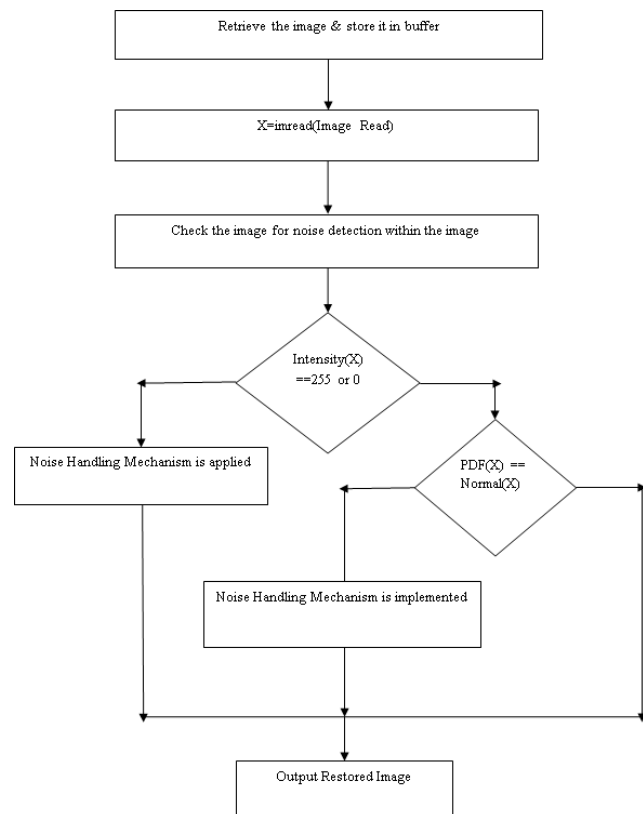 Retrieve the image & store it in buffer
X=imread(Image Read)
Check the image for noise detection within the image
Intensity(X)
==255 or 0
Noise Handling Mechanism is applied
PDF(X) ==
Normal(X)
Noise Handling Mechanism is implemented
Output Restored Image